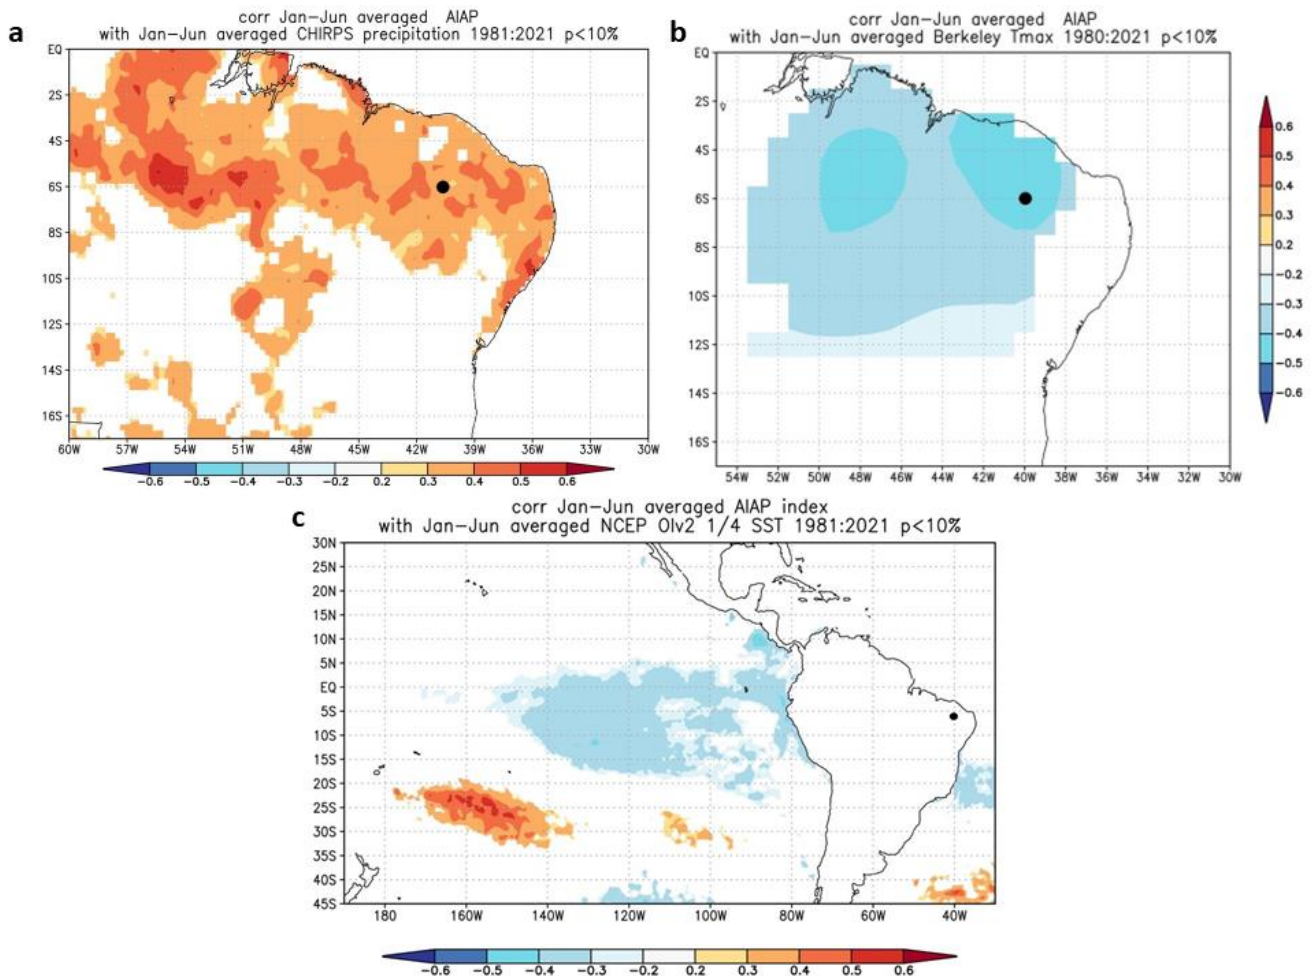 a
corr Jan-Jun averaged AIAP
with Jan-Jun averaged CHIRPS precipitation 1981:2021 p<10%
EQ
2S
4S
6S
8S
10S
12S
14S
16S
60W 57W 54W 51W 48W 45W 42W 39W 36W 33W 30W
-0.6 -0.5 -0.4 -0.3 -0.2 0.2 0.3 0.4 0.5 0.6
b
corr Jan-Jun averaged AIAP
with Jan-Jun averaged Berkeley Tmax 1980:2021 p<10%
EQ
2S
4S
6S
8S
10S
12S
14S
16S
54W 52W 50W 48W 46W 44W 42W 40W 38W 36W 34W 32W 30W
0.6
0.5
0.4
0.3
0.2
-0.2
-0.3
-0.4
-0.5
-0.6
c
corr Jan-Jun averaged AIAP index
with Jan-Jun averaged NCEP OIv2 1/4 SST 1981:2021 p<10%
30N
25N
20N
15N
10N
5N
EQ
5S
10S
15S
20S
25S
30S
35S
40S
45S
180 160W 140W 120W 100W 80W 60W 40W
-0.6 -0.5 -0.4 -0.3 -0.2 0.2 0.3 0.4 0.5 0.6